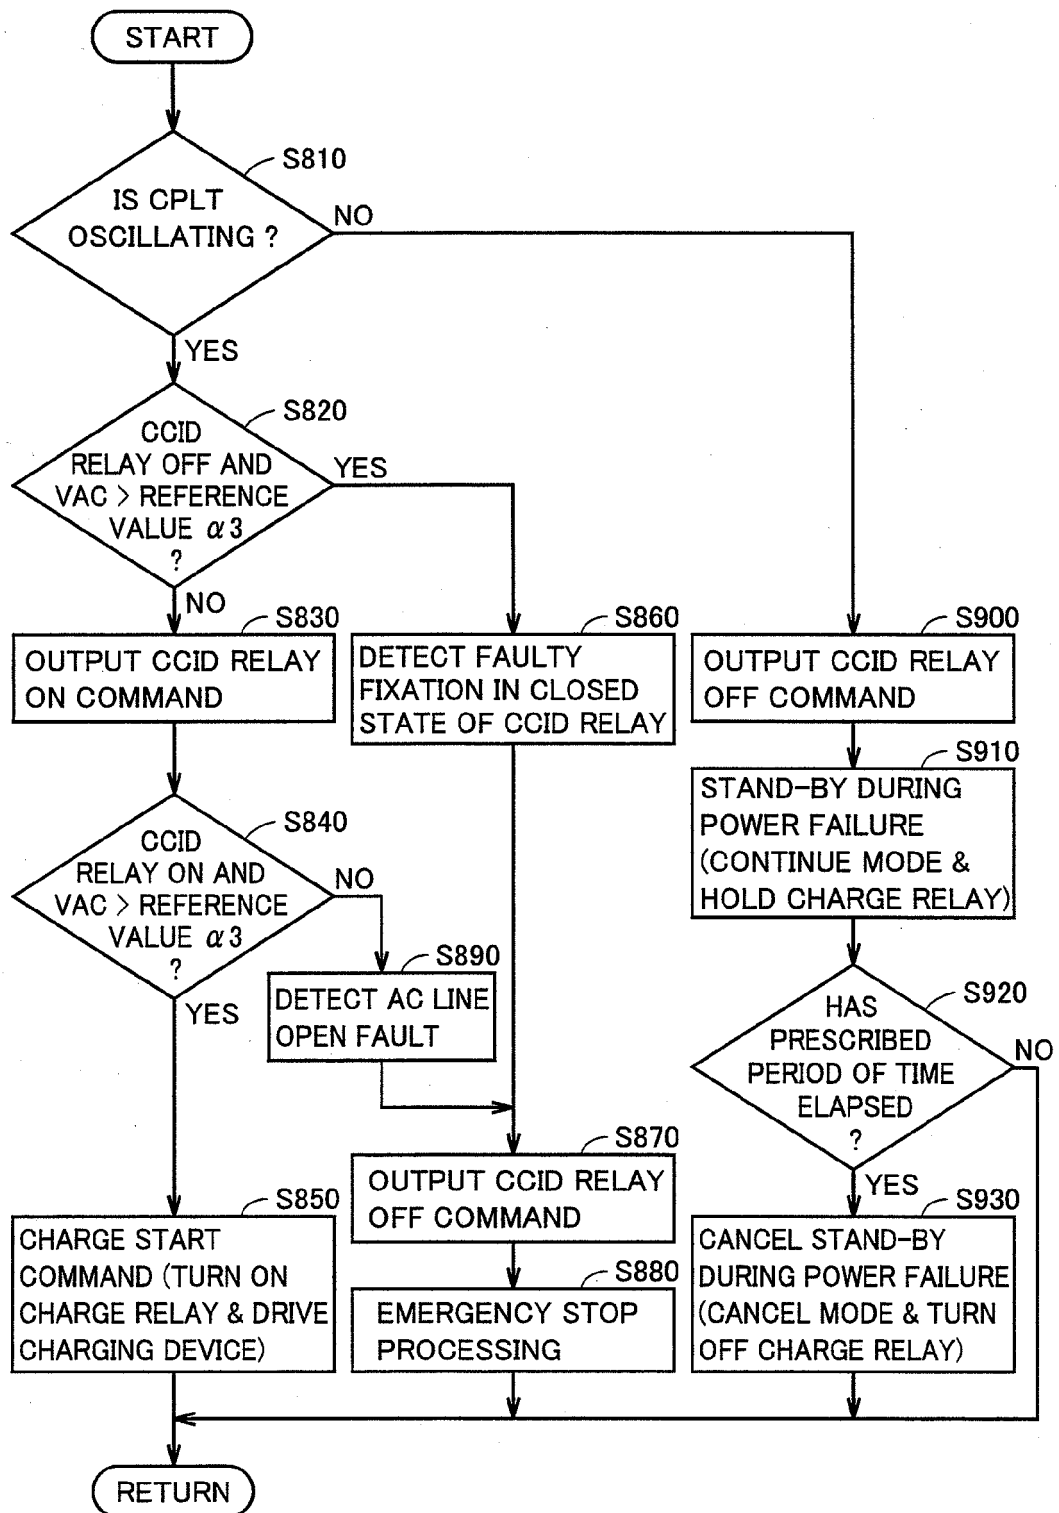 START
S810
IS CPLT
OSCILLATING ?
NO
YES
S820
CCID
RELAY OFF AND
VAC > REFERENCE
VALUE α3
?
YES
NO
S830
OUTPUT CCID RELAY
ON COMMAND
S860
DETECT FAULTY
FIXATION IN CLOSED
STATE OF CCID RELAY
S900
OUTPUT CCID RELAY
OFF COMMAND
S910
STAND-BY DURING
POWER FAILURE
(CONTINUE MODE &
HOLD CHARGE RELAY)
S840
CCID
RELAY ON AND
VAC > REFERENCE
VALUE α3
?
NO
YES
S890
DETECT AC LINE
OPEN FAULT
S920
HAS
PRESCRIBED
PERIOD OF TIME
ELAPSED
?
NO
YES
S870
OUTPUT CCID RELAY
OFF COMMAND
S850
CHARGE START
COMMAND (TURN ON
CHARGE RELAY & DRIVE
CHARGING DEVICE)
S880
EMERGENCY STOP
PROCESSING
S930
CANCEL STAND-BY
DURING POWER FAILURE
(CANCEL MODE & TURN
OFF CHARGE RELAY)
RETURN